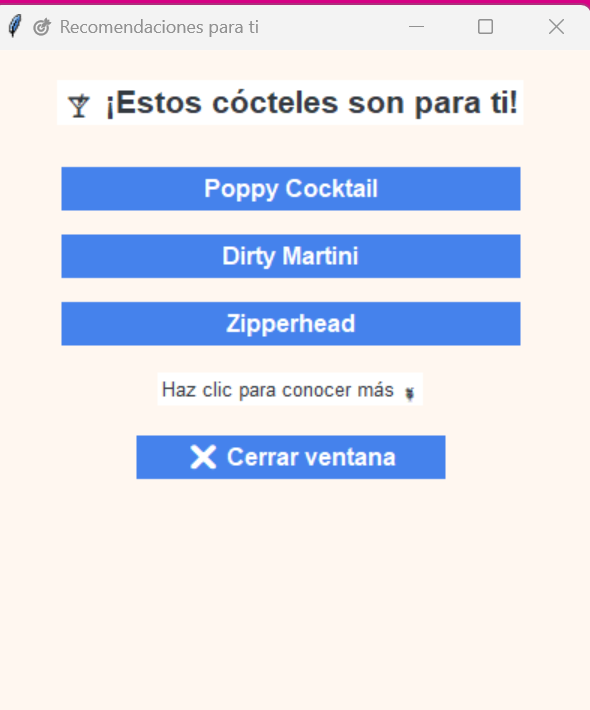 Recomendaciones para ti
¡Estos cócteles son para ti!
Poppy Cocktail
Dirty Martini
Zipperhead
Haz clic para conocer más
Cerrar ventana